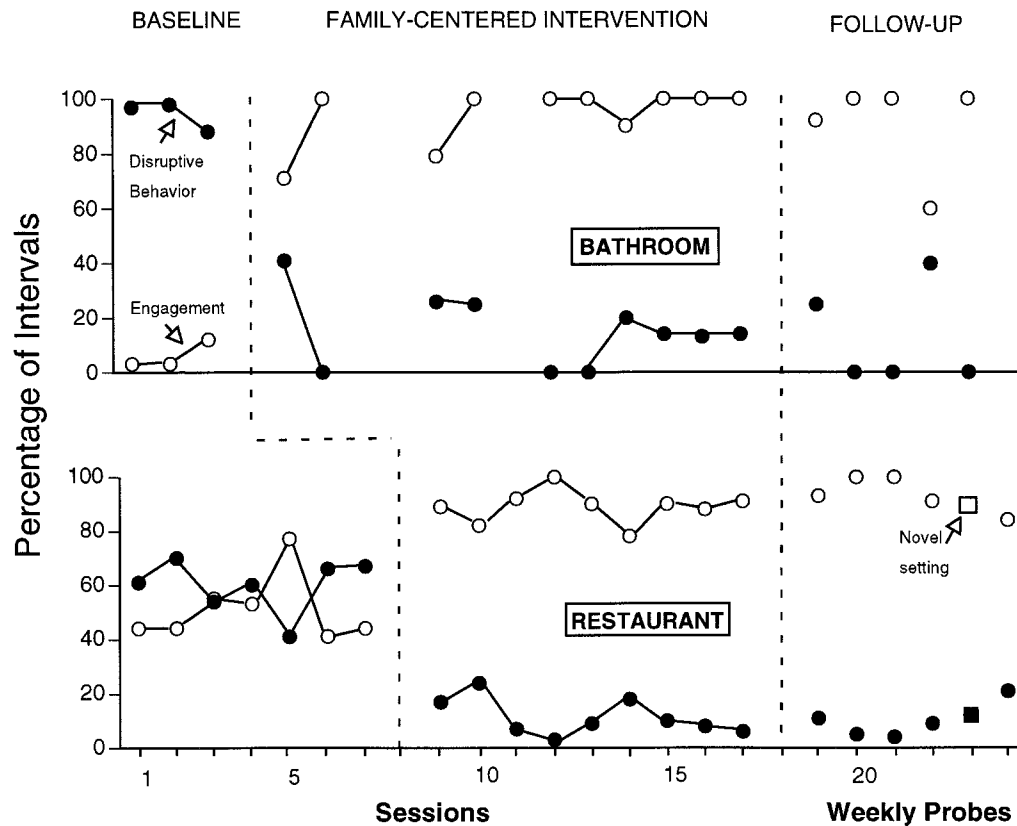 BASELINE FAMILY-CENTERED INTERVENTION FOLLOW-UP
Percentage of Intervals
100
80
60
40
20
0
Disruptive
Behavior
Engagement
BATHROOM
100
80
60
40
20
0
RESTAURANT
Novel
setting
1 5 10 15 20
Sessions Weekly Probes